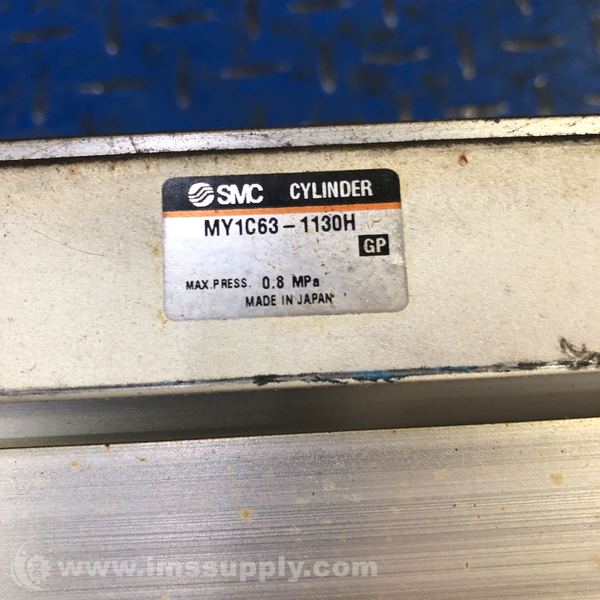 SMC CYLINDER
MY1C63-1130H
GP
MAX.PRESS. 0.8 MPa
MADE IN JAPAN
© www.imssupply.com